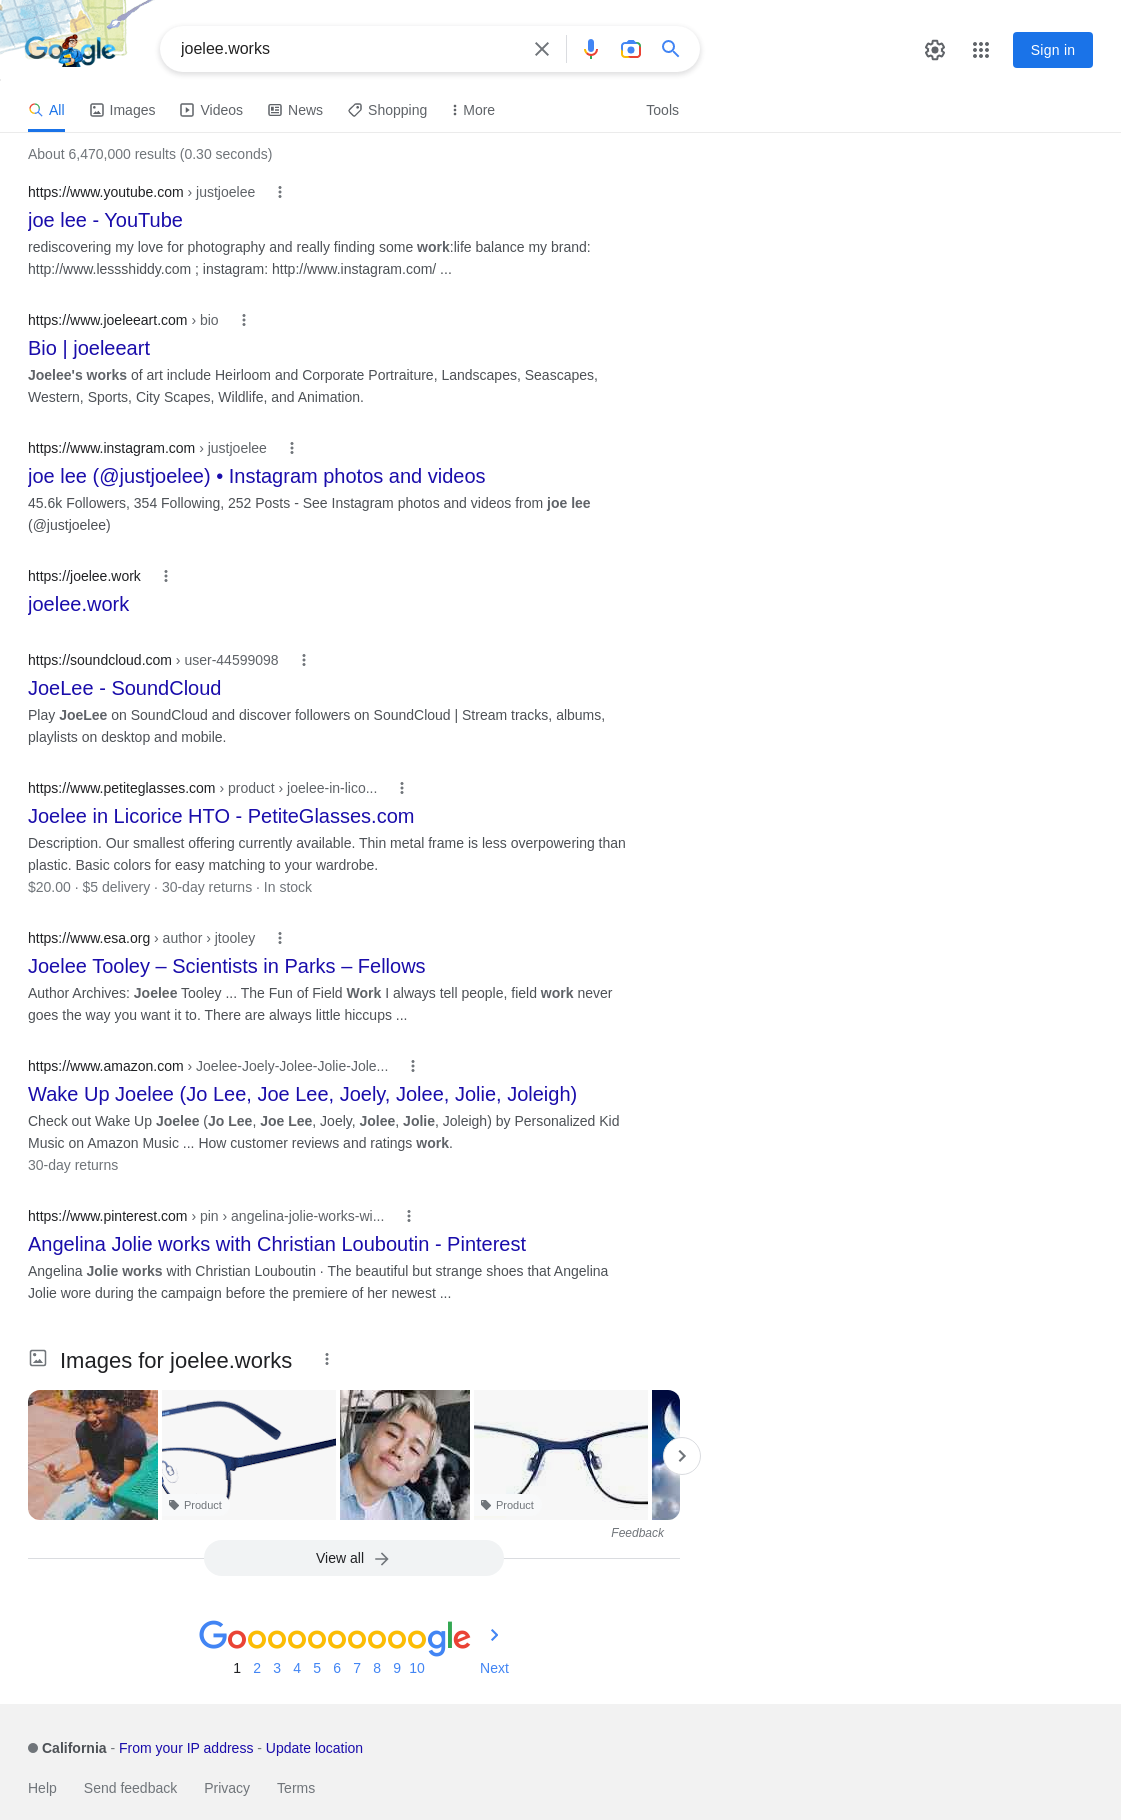 Google
joelee.works
Sign in
All Images Videos News Shopping More Tools
About 6,470,000 results (0.30 seconds)
https://www.youtube.com › justjoelee
joe lee - YouTube
rediscovering my love for photography and really finding some work:life balance my brand:
http://www.lessshiddy.com ; instagram: http://www.instagram.com/ ...
https://www.joeleeart.com › bio
Bio | joeleeart
Joelee's works of art include Heirloom and Corporate Portraiture, Landscapes, Seascapes,
Western, Sports, City Scapes, Wildlife, and Animation.
https://www.instagram.com › justjoelee
joe lee (@justjoelee) • Instagram photos and videos
45.6k Followers, 354 Following, 252 Posts - See Instagram photos and videos from joe lee
(@justjoelee)
https://joelee.work
joelee.work
https://soundcloud.com › user-44599098
JoeLee - SoundCloud
Play JoeLee on SoundCloud and discover followers on SoundCloud | Stream tracks, albums,
playlists on desktop and mobile.
https://www.petiteglasses.com › product › joelee-in-lico...
Joelee in Licorice HTO - PetiteGlasses.com
Description. Our smallest offering currently available. Thin metal frame is less overpowering than
plastic. Basic colors for easy matching to your wardrobe.
$20.00 · $5 delivery · 30-day returns · In stock
https://www.esa.org › author › jtooley
Joelee Tooley – Scientists in Parks – Fellows
Author Archives: Joelee Tooley ... The Fun of Field Work I always tell people, field work never
goes the way you want it to. There are always little hiccups ...
https://www.amazon.com › Joelee-Joely-Jolee-Jolie-Jole...
Wake Up Joelee (Jo Lee, Joe Lee, Joely, Jolee, Jolie, Joleigh)
Check out Wake Up Joelee (Jo Lee, Joe Lee, Joely, Jolee, Jolie, Joleigh) by Personalized Kid
Music on Amazon Music ... How customer reviews and ratings work.
30-day returns
https://www.pinterest.com › pin › angelina-jolie-works-wi...
Angelina Jolie works with Christian Louboutin - Pinterest
Angelina Jolie works with Christian Louboutin · The beautiful but strange shoes that Angelina
Jolie wore during the campaign before the premiere of her newest ...
Images for joelee.works
Product Product
Feedback
View all
Goooooooooogle
1 2 3 4 5 6 7 8 9 10 Next
California - From your IP address - Update location
Help Send feedback Privacy Terms